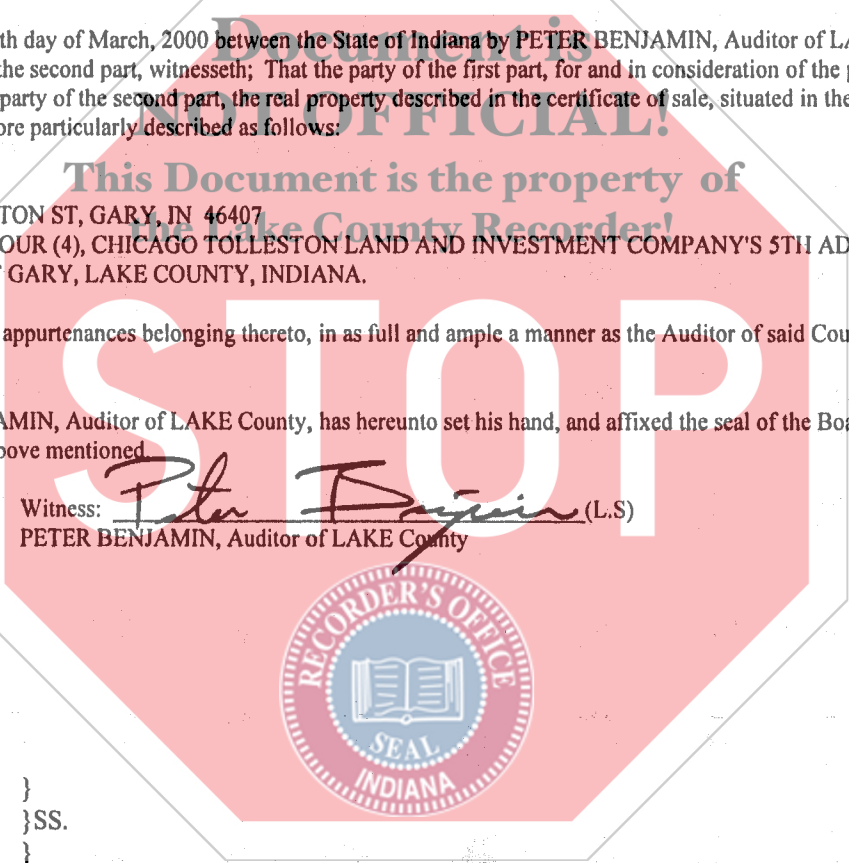 Document is
th day of March, 2000 between the State of Indiana by PETER BENJAMIN, Auditor of LA
the second part, witnesseth; That the party of the first part, for and in consideration of the p
party of the second part, the real property described in the certificate of sale, situated in the
NOT OFFICIAL!
ore particularly described as follows:
This Document is the property of
TON ST, GARY, IN 46407
the Lake County Recorder!
OUR (4), CHICAGO TOLLESTON LAND AND INVESTMENT COMPANY'S 5TH AD
GARY, LAKE COUNTY, INDIANA.
appurtenances belonging thereto, in as full and ample a manner as the Auditor of said Cou
STOP
AMIN, Auditor of LAKE County, has hereunto set his hand, and affixed the seal of the Boa
bove mentioned
Witness: Peter Benjamin (L.S)
PETER BENJAMIN, Auditor of LAKE County
RECORDER'S OFFICE
SEAL
INDIANA
}
}SS.
}